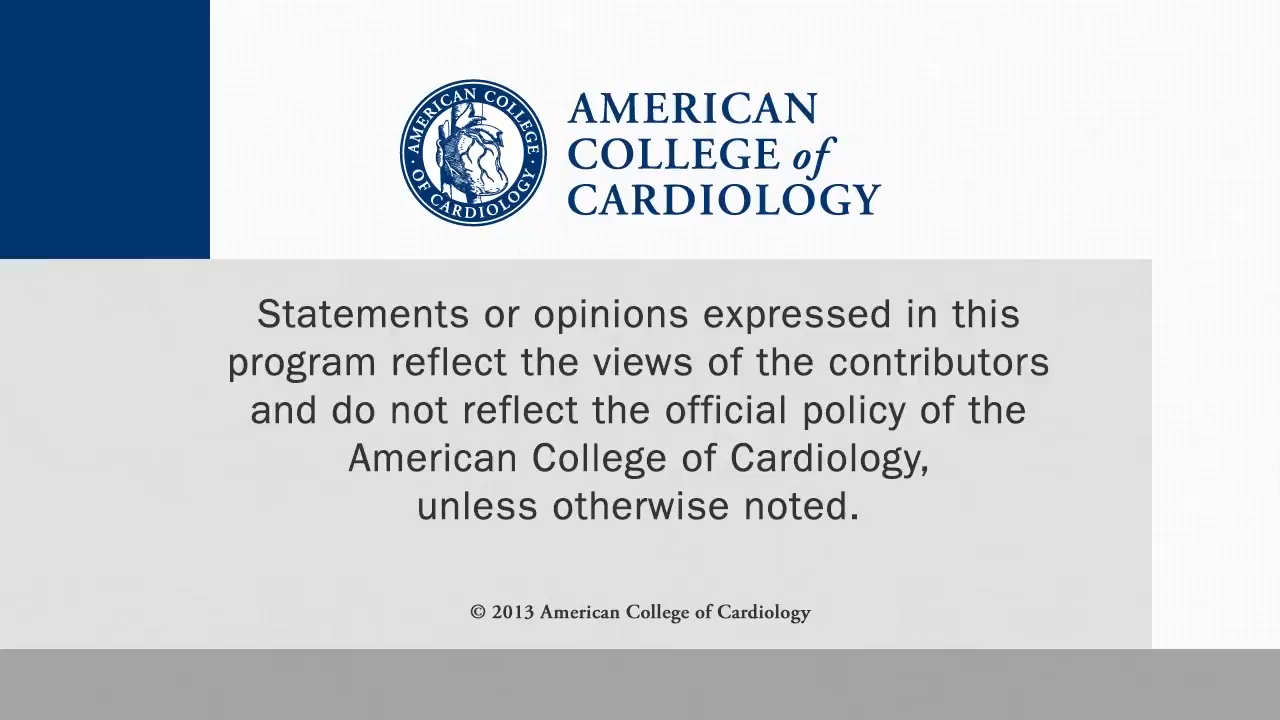 AMERICAN COLLEGE
OF CARDIOLOGY
AMERICAN
COLLEGE of
CARDIOLOGY
Statements or opinions expressed in this
program reflect the views of the contributors
and do not reflect the official policy of the
American College of Cardiology,
unless otherwise noted.
© 2013 American College of Cardiology